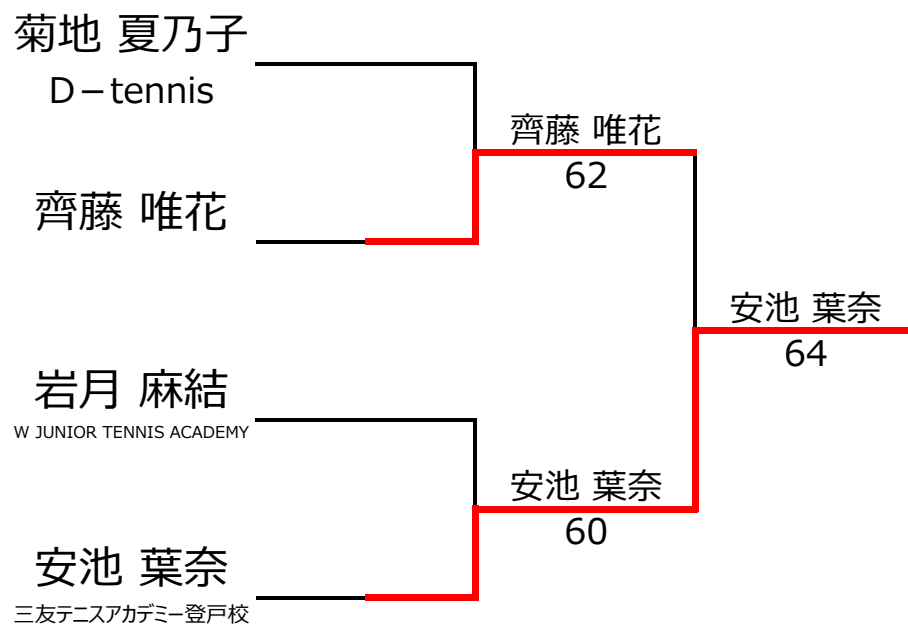 菊地 夏乃子
D－tennis
齊藤 唯花
62
齊藤 唯花
安池 葉奈
64
岩月 麻結
W JUNIOR TENNIS ACADEMY
安池 葉奈
60
安池 葉奈
三友ﾃﾆｽｱｶﾃﾞﾐｰ登戸校